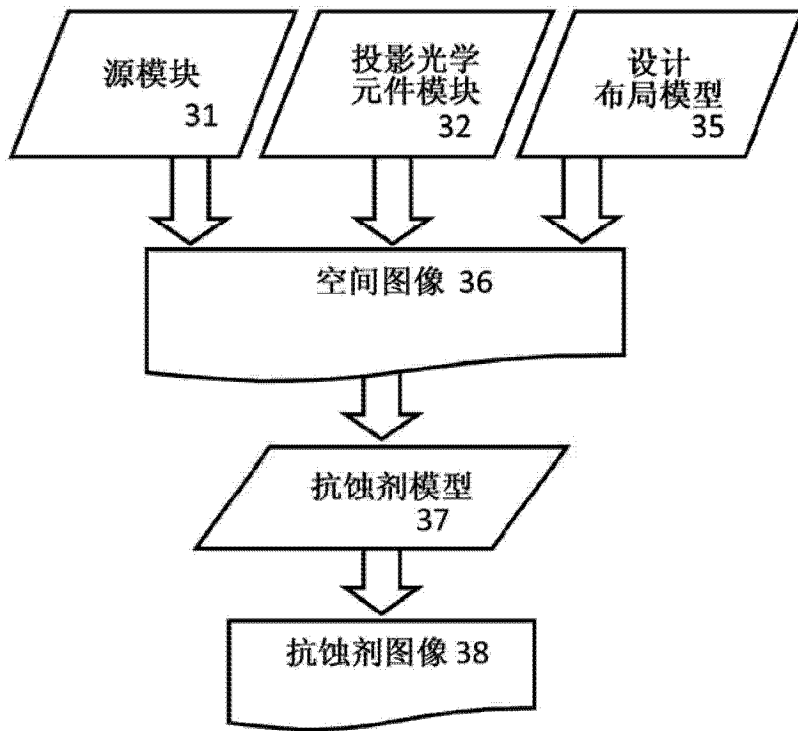 源模块
31
投影光学
元件模块
32
设计
布局模型
35
空间图像 36
抗蚀剂模型
37
抗蚀剂图像 38